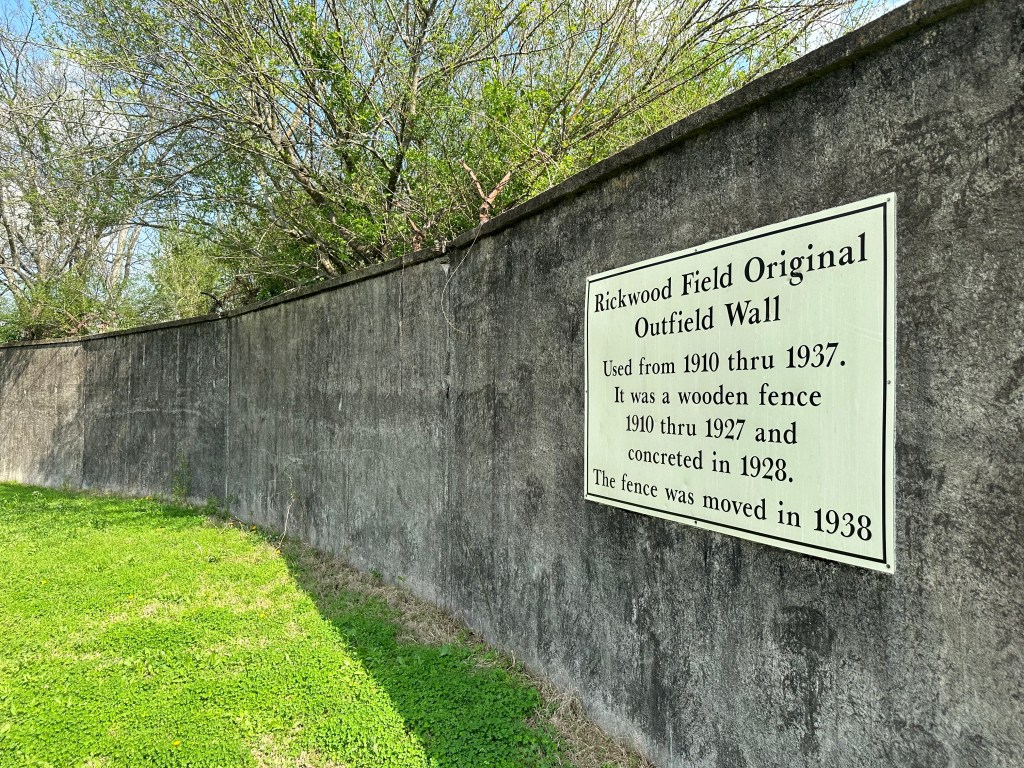 Rickwood Field Original
Outfield Wall
Used from 1910 thru 1937.
It was a wooden fence
1910 thru 1927 and
concreted in 1928.
The fence was moved in 1938